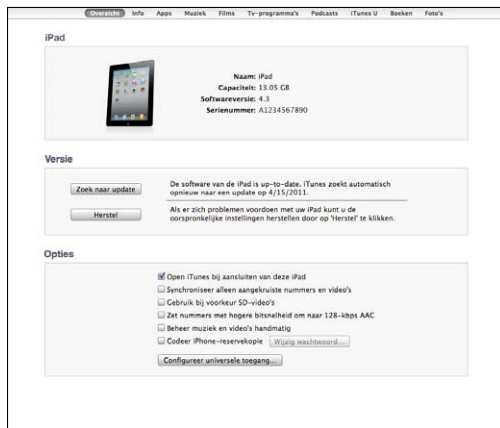 Overzicht Info Apps Muziek Films Tv-programma's Podcasts iTunes U Boeken Foto's
iPad
Naam: iPad
Capaciteit: 13.05 GB
Softwareversie: 4.3
Serienummer: A1234567890
Versie
Zoek naar update
De software van de iPad is up-to-date. iTunes zoekt automatisch
opnieuw naar een update op 4/15/2011.
Herstel
Als er zich problemen voordoen met uw iPad kunt u de
oorspronkelijke instellingen herstellen door op 'Herstel' te klikken.
Opties
Open iTunes bij aansluiten van deze iPad
Synchroniseer alleen aangekruiste nummers en video's
Gebruik bij voorkeur SD-video's
Zet nummers met hogere bitsnelheid om naar 128-kbps AAC
Beheer muziek en video's handmatig
Codeer iPhone-reservekopie Wijzig wachtwoord...
Configureer universele toegang...